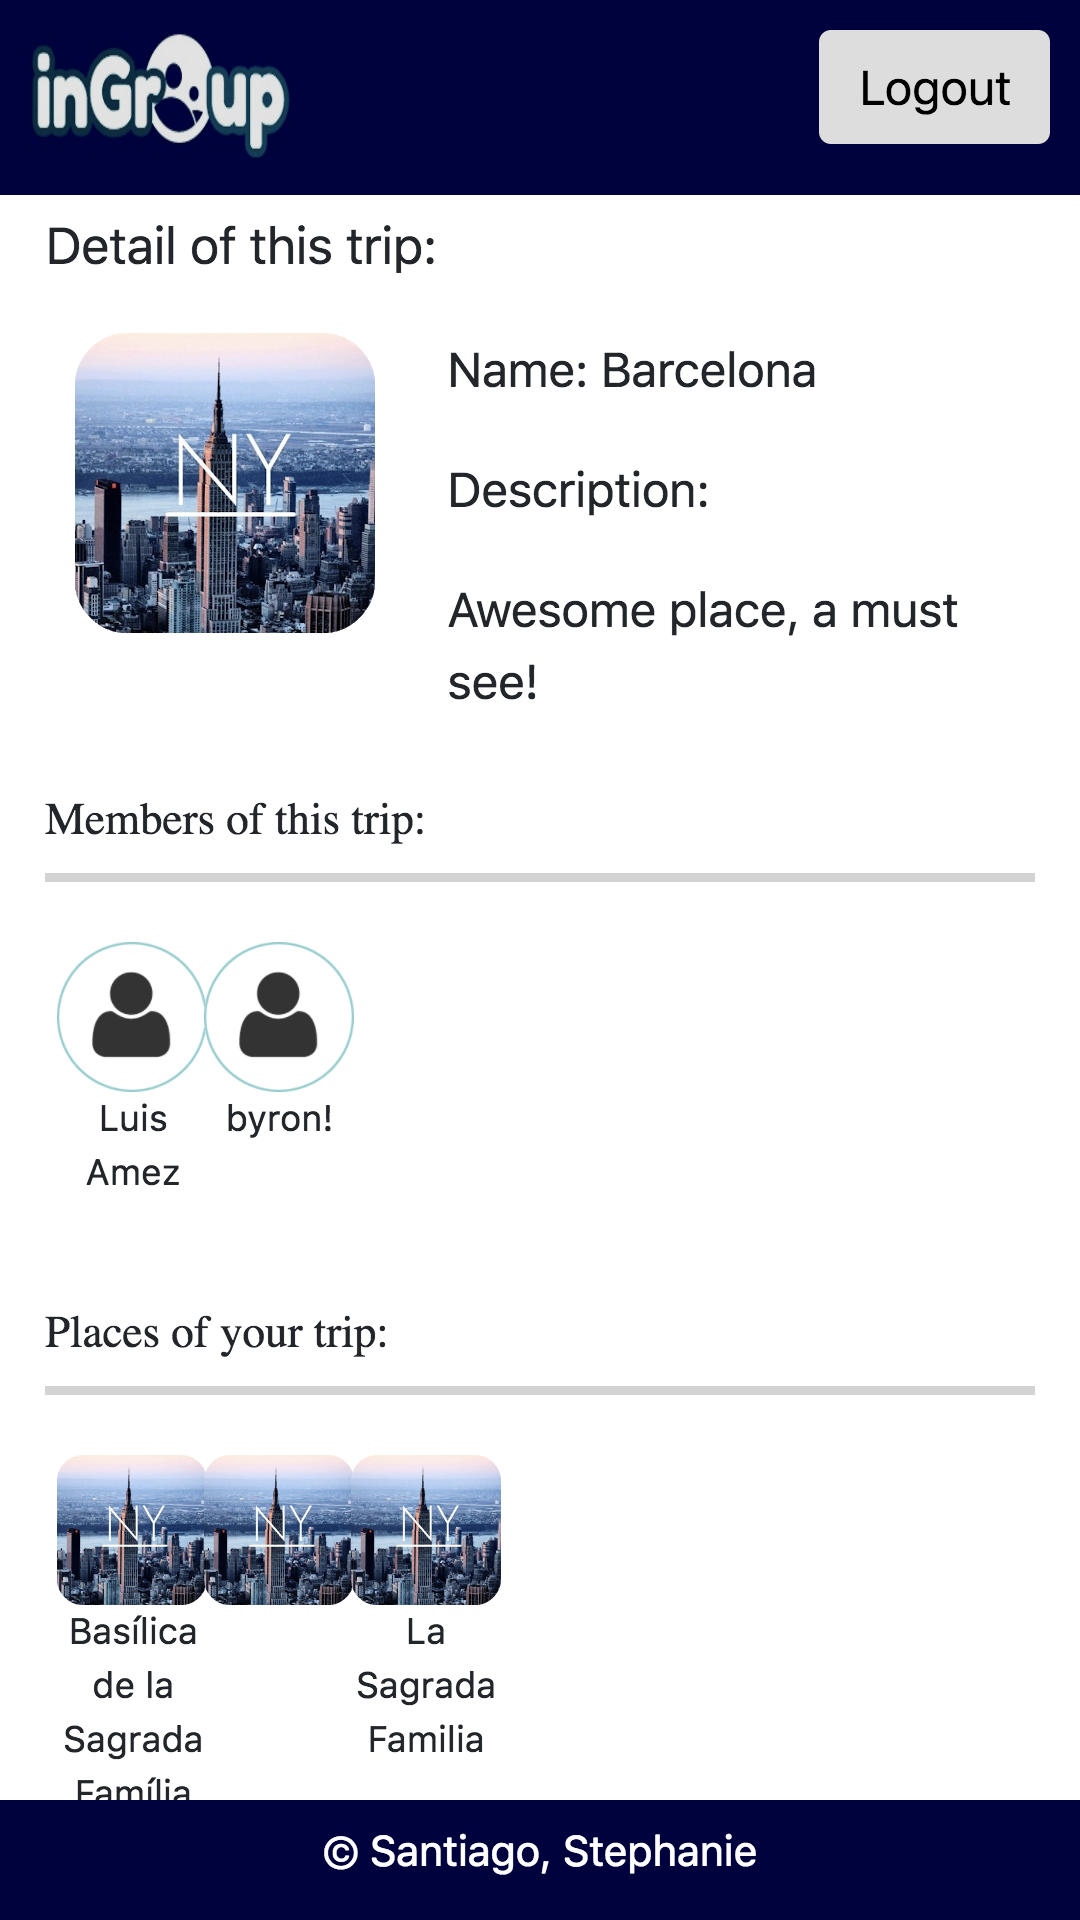 inGroup
Logout
Detail of this trip:
NY
Name: Barcelona
Description:
Awesome place, a must
see!
Members of this trip:
Luis
Amez
byron!
Places of your trip:
NY
NY
NY
Basílica
de la
Sagrada
Família
La
Sagrada
Familia
© Santiago, Stephanie